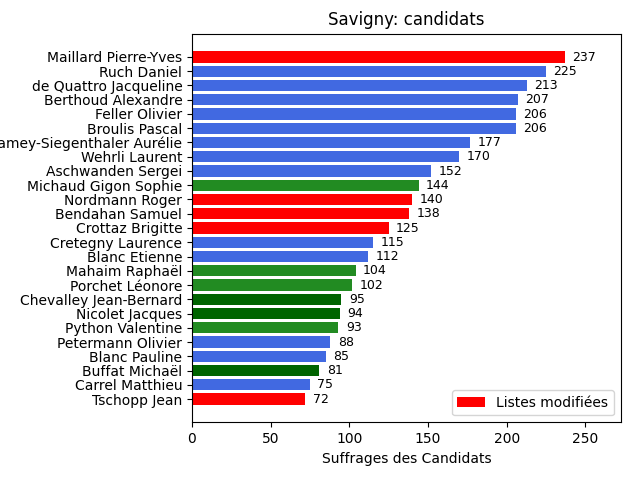 Savigny: candidats
Maillard Pierre-Yves 237
Ruch Daniel 225
de Quattro Jacqueline 213
Berthoud Alexandre 207
Feller Olivier 206
Broulis Pascal 206
amey-Siegenthaler Aurélie 177
Wehrli Laurent 170
Aschwanden Sergei 152
Michaud Gigon Sophie 144
Nordmann Roger 140
Bendahan Samuel 138
Crottaz Brigitte 125
Cretegny Laurence 115
Blanc Etienne 112
Mahaim Raphaël 104
Porchet Léonore 102
Chevalley Jean-Bernard 95
Nicolet Jacques 94
Python Valentine 93
Petermann Olivier 88
Blanc Pauline 85
Buffat Michaël 81
Carrel Matthieu 75
Tschopp Jean 72
Listes modifiées
0 50 100 150 200 250
Suffrages des Candidats